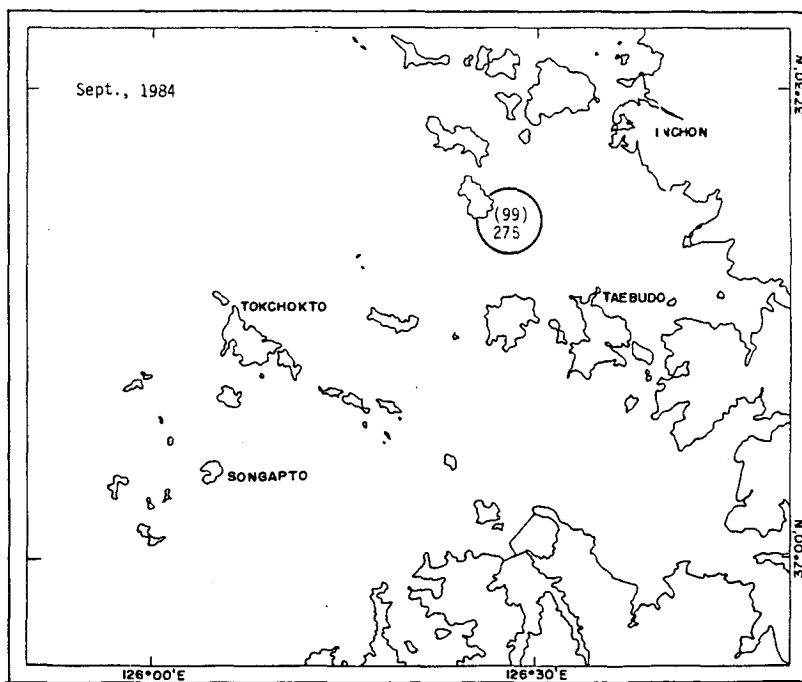 Sept., 1984
37°30'N
INCHON
(99)
275
TOKCHOKTO
TAEBUDO
SONGAPTO
37°00'N
126°00'E
126°30'E